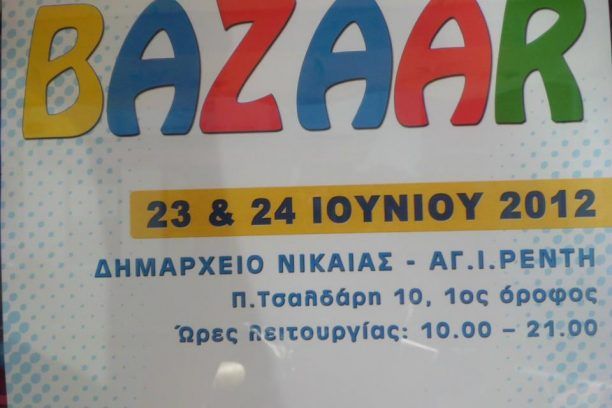 BAZAAR
23 & 24 ΙΟΥΝΙΟΥ 2012
ΔΗΜΑΡΧΕΙΟ ΝΙΚΑΙΑΣ - ΑΓ.Ι.ΡΕΝΤΗ
Π.Τσαλδάρη 10, 1ος όροφος
Ώρες λειτουργίας: 10.00 – 21.00